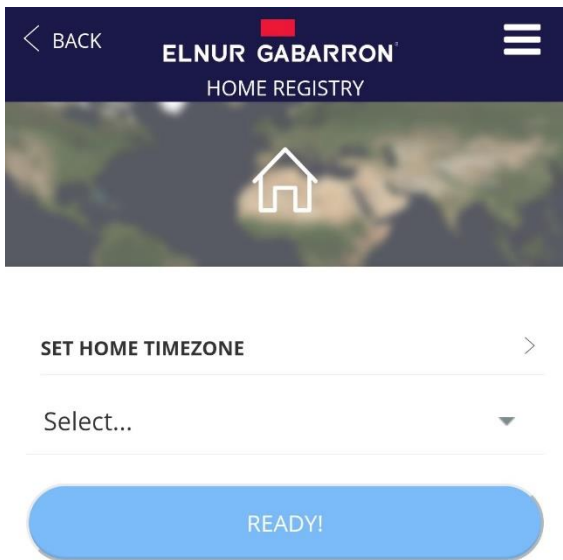 BACK
ELNUR GABARRON
HOME REGISTRY
SET HOME TIMEZONE
Select...
READY!